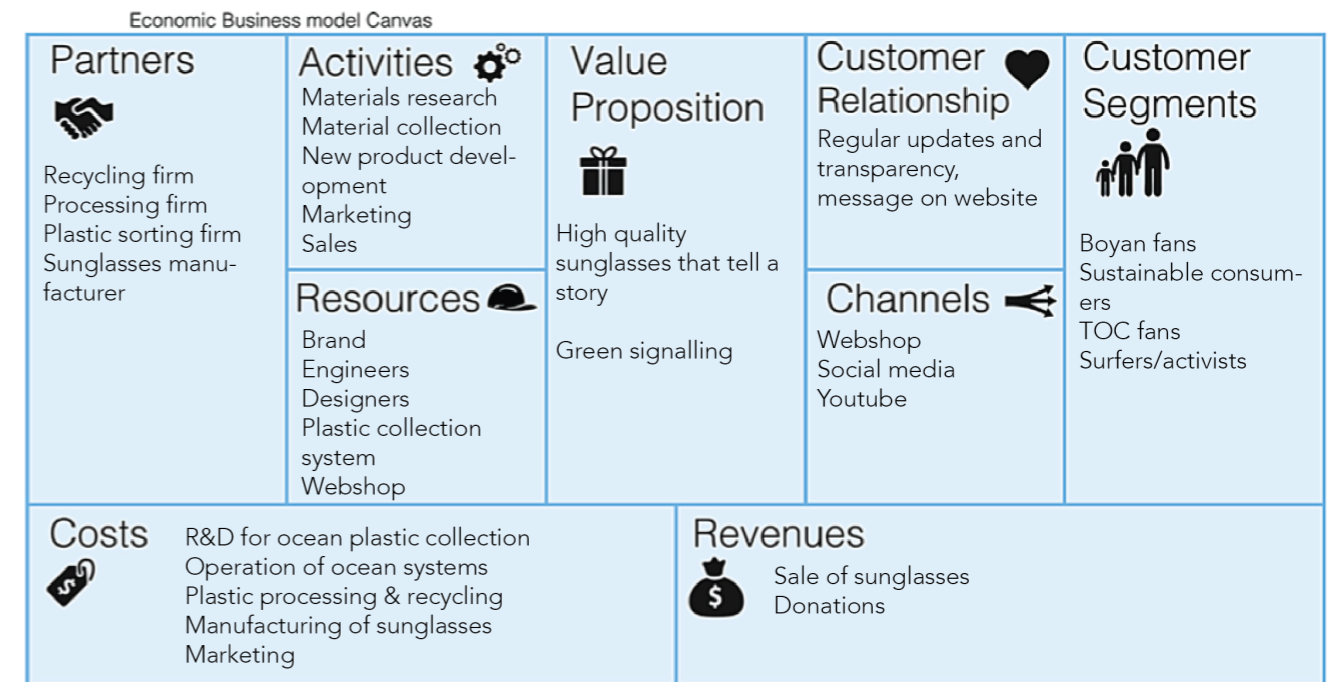 Economic Business model Canvas
Partners
Recycling firm
Processing firm
Plastic sorting firm
Sunglasses manu-
facturer
Activities
Materials research
Material collection
New product devel-
opment
Marketing
Sales
Resources
Brand
Engineers
Designers
Plastic collection
system
Webshop
Value
Proposition
High quality
sunglasses that tell a
story
Green signalling
Customer
Relationship
Regular updates and
transparency,
message on website
Channels
Webshop
Social media
Youtube
Customer
Segments
Boyan fans
Sustainable consum-
ers
TOC fans
Surfers/activists
Costs
$
R&D for ocean plastic collection
Operation of ocean systems
Plastic processing & recycling
Manufacturing of sunglasses
Marketing
Revenues
$
Sale of sunglasses
Donations